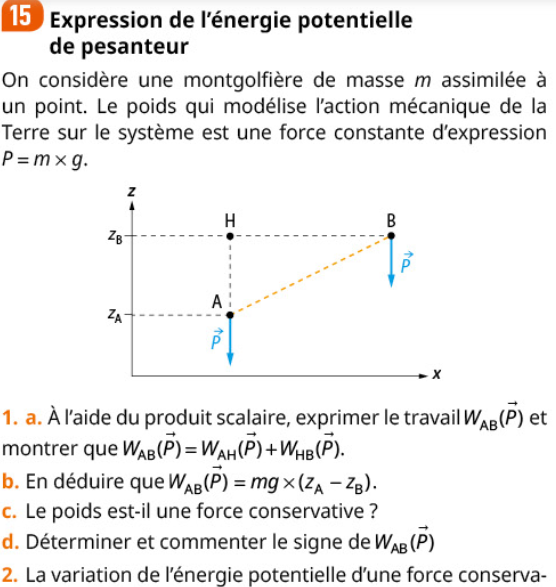 15 Expression de l'énergie potentielle
de pesanteur
On considère une montgolfière de masse m assimilée à
un point. Le poids qui modélise l'action mécanique de la
Terre sur le système est une force constante d'expression
P = m × g.
z
H B
z_B
P⃗
A
z_A
P⃗
x
1. a. À l'aide du produit scalaire, exprimer le travail W_AB(P⃗) et
montrer que W_AB(P⃗) = W_AH(P⃗) + W_HB(P⃗).
b. En déduire que W_AB(P⃗) = mg × (z_A − z_B).
c. Le poids est-il une force conservative ?
d. Déterminer et commenter le signe de W_AB(P⃗)
2. La variation de l'énergie potentielle d'une force conserva-